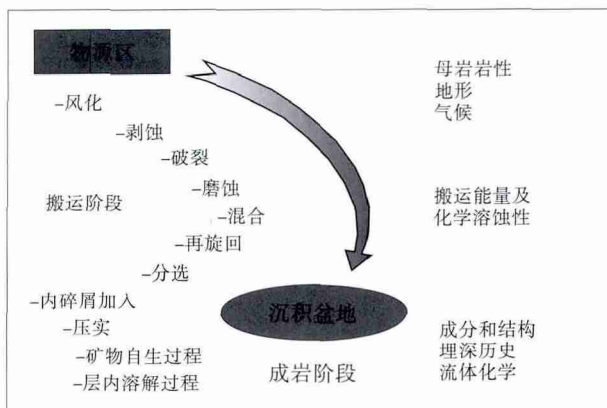 物源区
-风化
-剥蚀
-破裂
-磨蚀
搬运阶段
-混合
-再旋回
-分选
-内碎屑加入
-压实
-矿物自生过程
-层内溶解过程
沉积盆地
成岩阶段
母岩岩性
地形
气候
搬运能量及
化学溶蚀性
成分和结构
埋深历史
流体化学